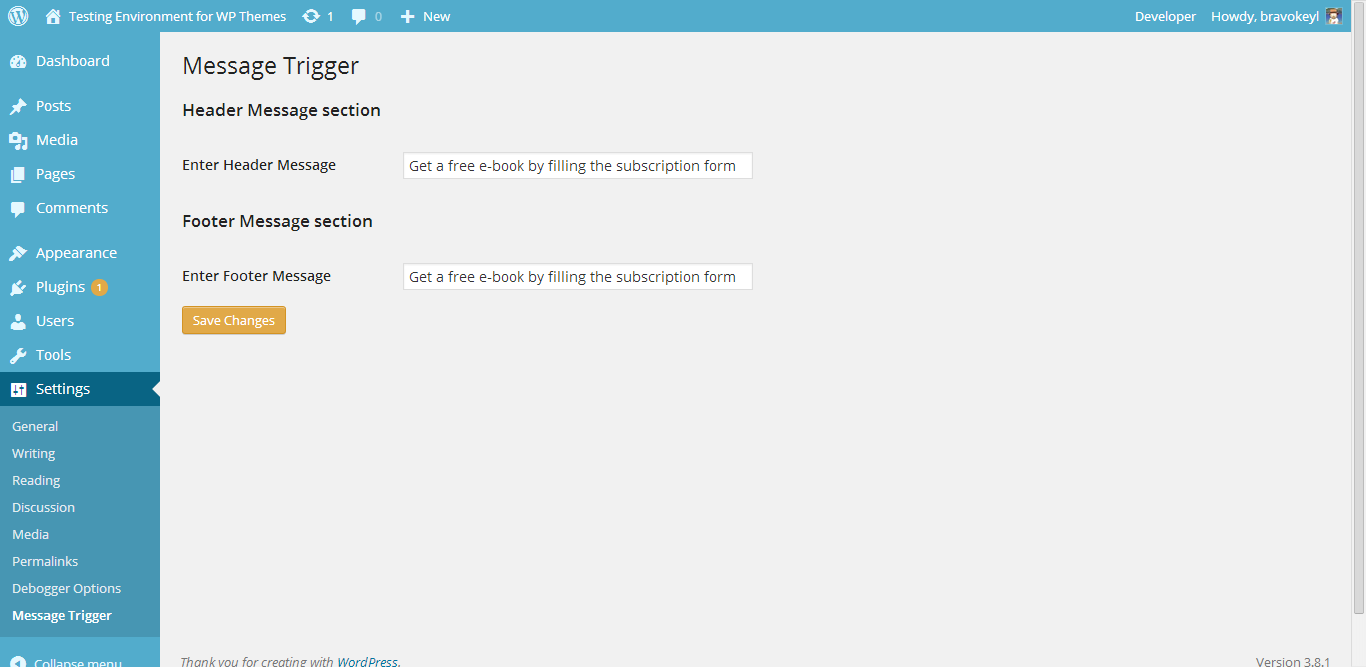 Testing Environment for WP Themes 1 0 New Developer Howdy, bravokeyl
Dashboard
Posts
Media
Pages
Comments
Appearance
Plugins 1
Users
Tools
Settings
General
Writing
Reading
Discussion
Media
Permalinks
Debogger Options
Message Trigger
Collapse menu
Message Trigger
Header Message section
Enter Header Message Get a free e-book by filling the subscription form
Footer Message section
Enter Footer Message Get a free e-book by filling the subscription form
Save Changes
Thank you for creating with WordPress. Version 3.8.1